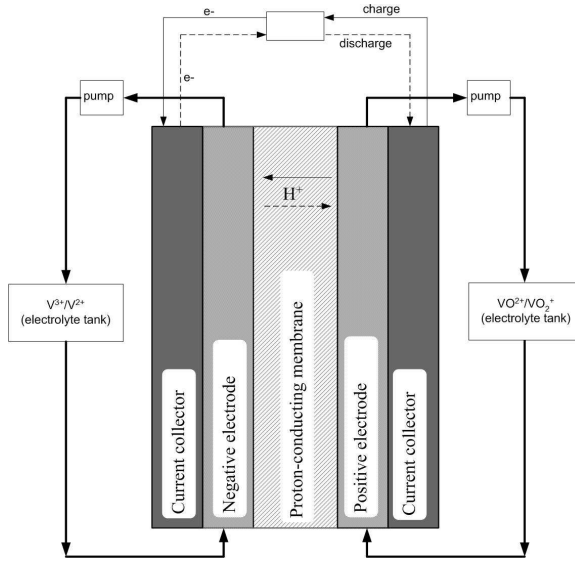 e-
charge
discharge
e-
pump
pump
H⁺
V³⁺/V²⁺
(electrolyte tank)
VO²⁺/VO₂⁺
(electrolyte tank)
Current collector
Negative electrode
Proton-conducting membrane
Positive electrode
Current collector